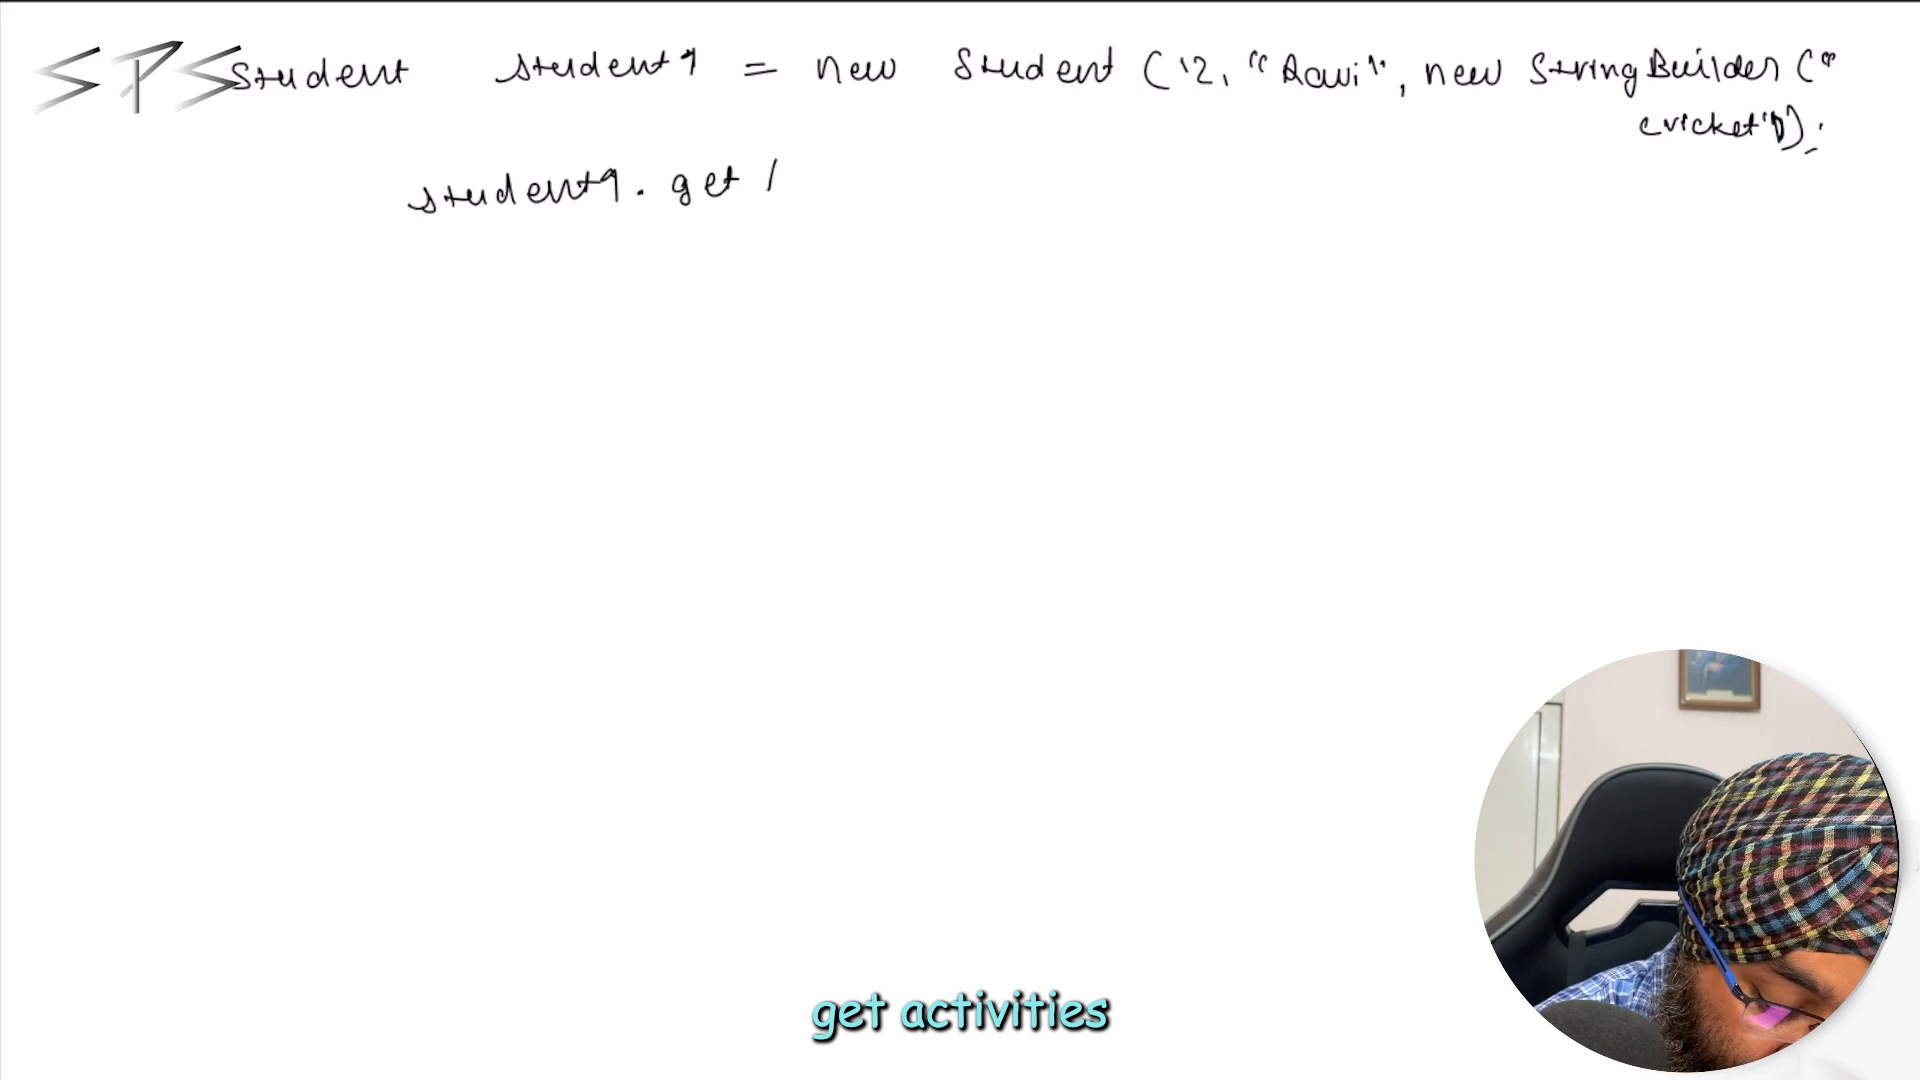 SPS
Student student1 = new Student (12, "Ravi", new StringBuilder ("
cricket"));
student1. get
get activities